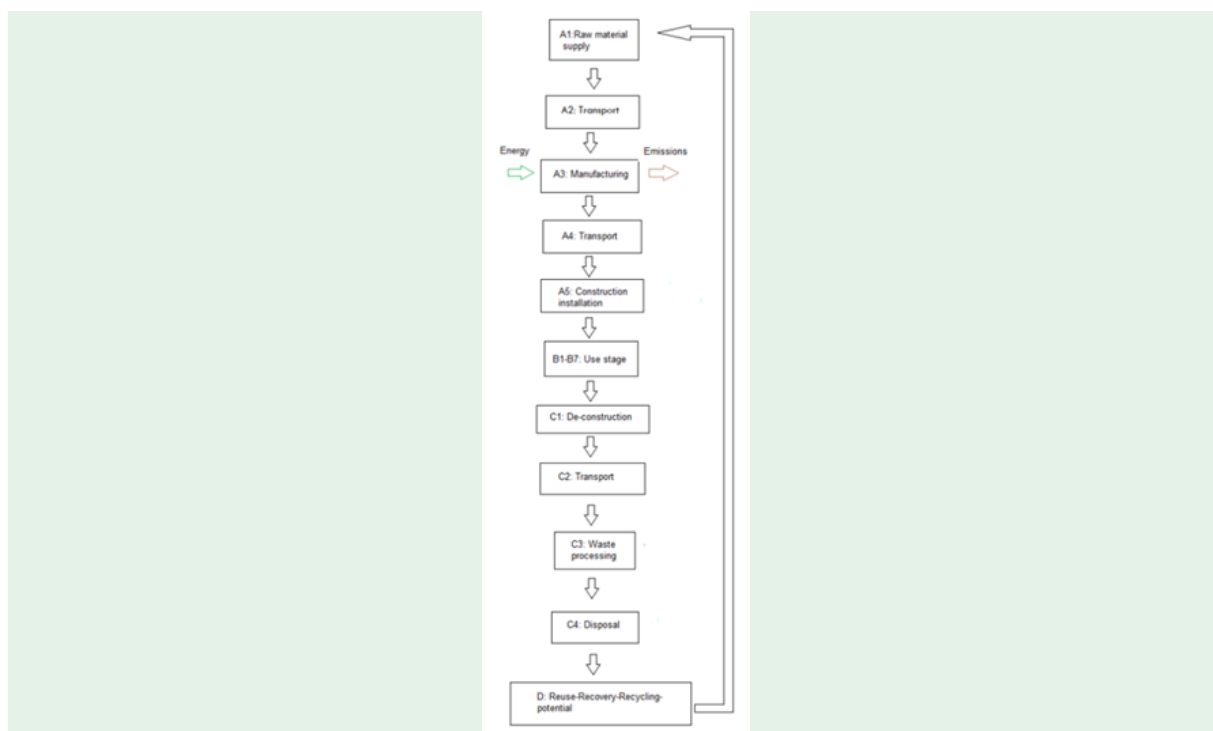 A1:Raw material
supply
A2: Transport
Energy
Emissions
A3: Manufacturing
A4: Transport
A5: Construction
installation
B1-B7: Use stage
C1: De-construction
C2: Transport
C3: Waste
processing
C4: Disposal
D: Reuse-Recovery-Recycling-
potential